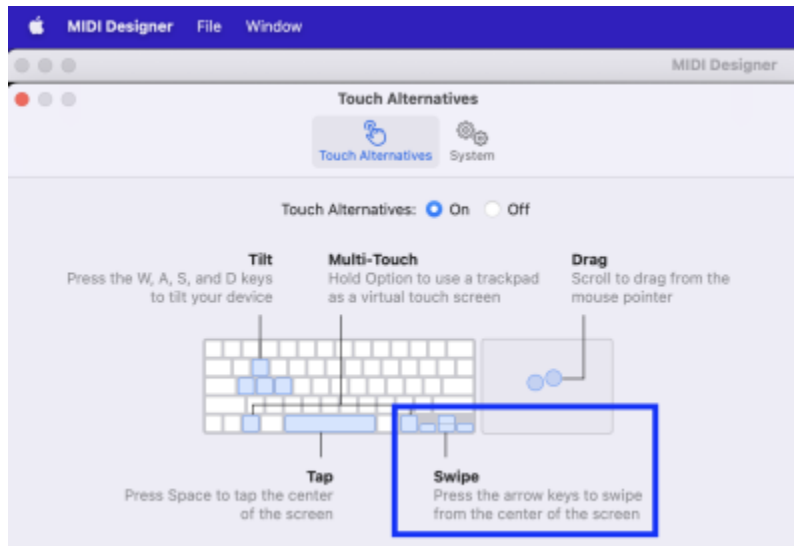 MIDI Designer File Window
MIDI Designer
Touch Alternatives
Touch Alternatives System
Touch Alternatives: On Off
Tilt
Press the W, A, S, and D keys
to tilt your device
Multi-Touch
Hold Option to use a trackpad
as a virtual touch screen
Drag
Scroll to drag from the
mouse pointer
Tap
Press Space to tap the center
of the screen
Swipe
Press the arrow keys to swipe
from the center of the screen